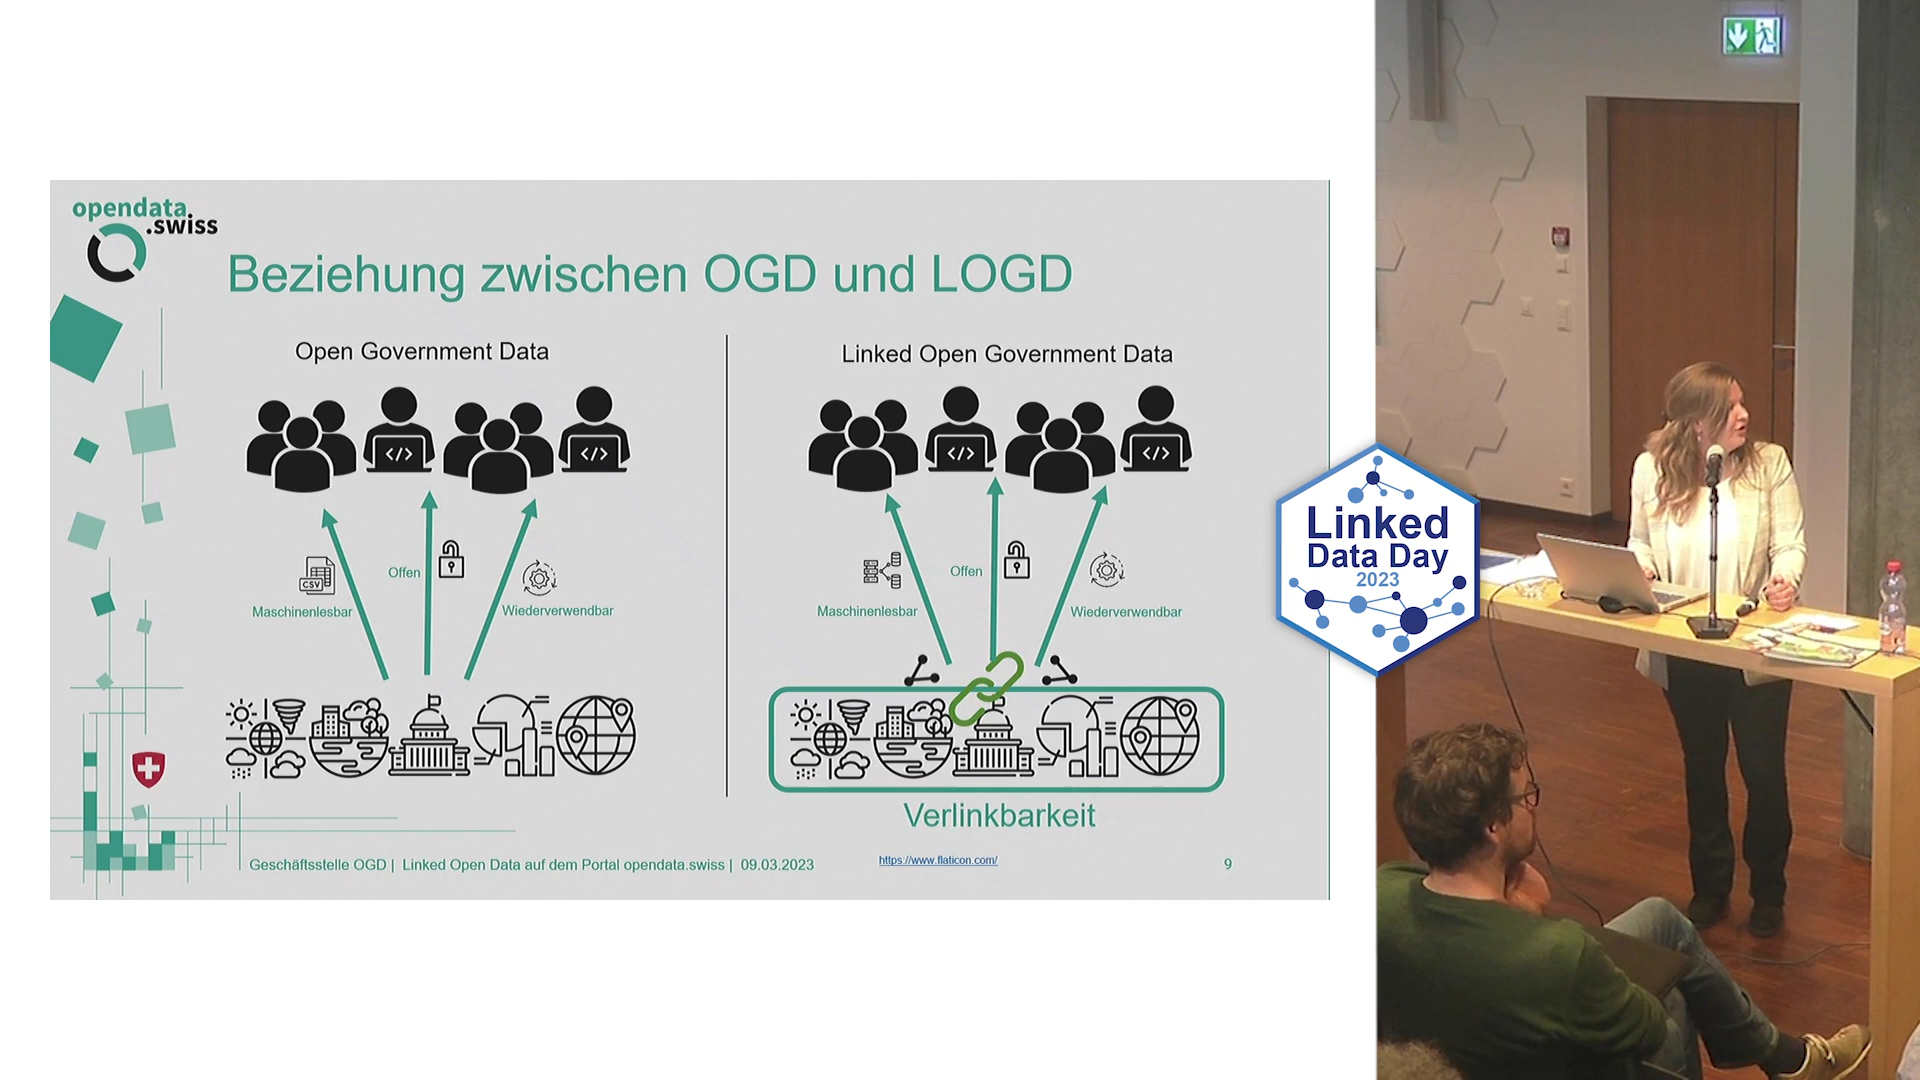 opendata
.swiss
Beziehung zwischen OGD und LOGD
Open Government Data
</>
</>
CSV
Maschinenlesbar
Offen
Wiederverwendbar
Linked Open Government Data
</>
</>
Maschinenlesbar
Offen
Wiederverwendbar
Verlinkbarkeit
Geschäftsstelle OGD | Linked Open Data auf dem Portal opendata.swiss | 09.03.2023
https://www.flaticon.com/
9
Linked
Data Day
2023